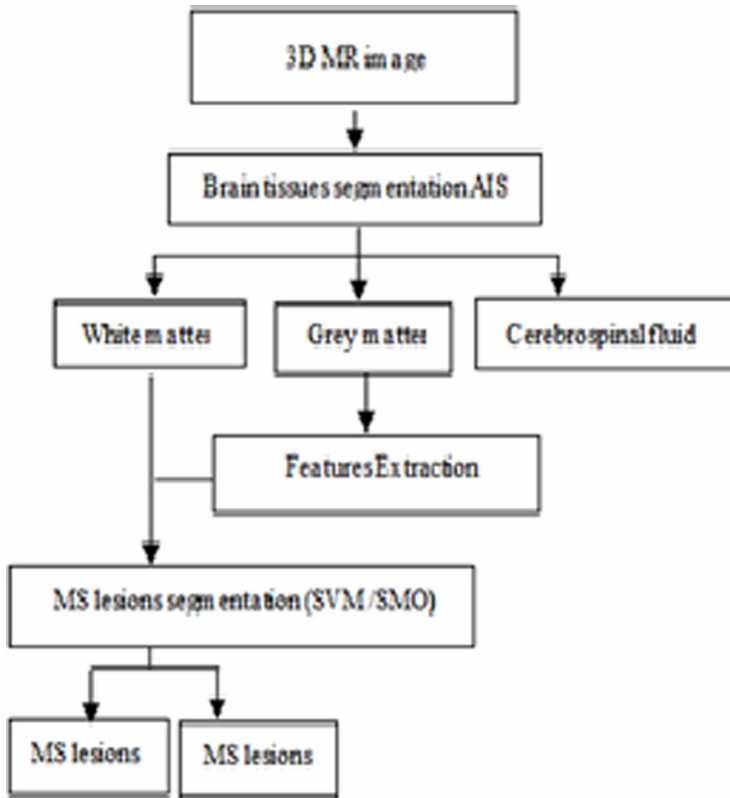 3D MR image
Brain tissues segmentation AIS
White matter
Grey matter
Cerebrospinal fluid
Features Extraction
MS lesions segmentation (SVM/SMO)
MS lesions
MS lesions